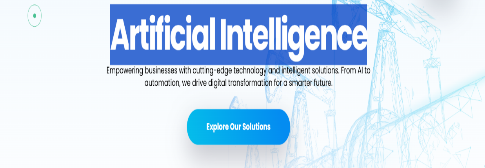 Artificial Intelligence
Empowering businesses with cutting-edge technology and intelligent solutions. From AI to
automation, we drive digital transformation for a smarter future.
Explore Our Solutions